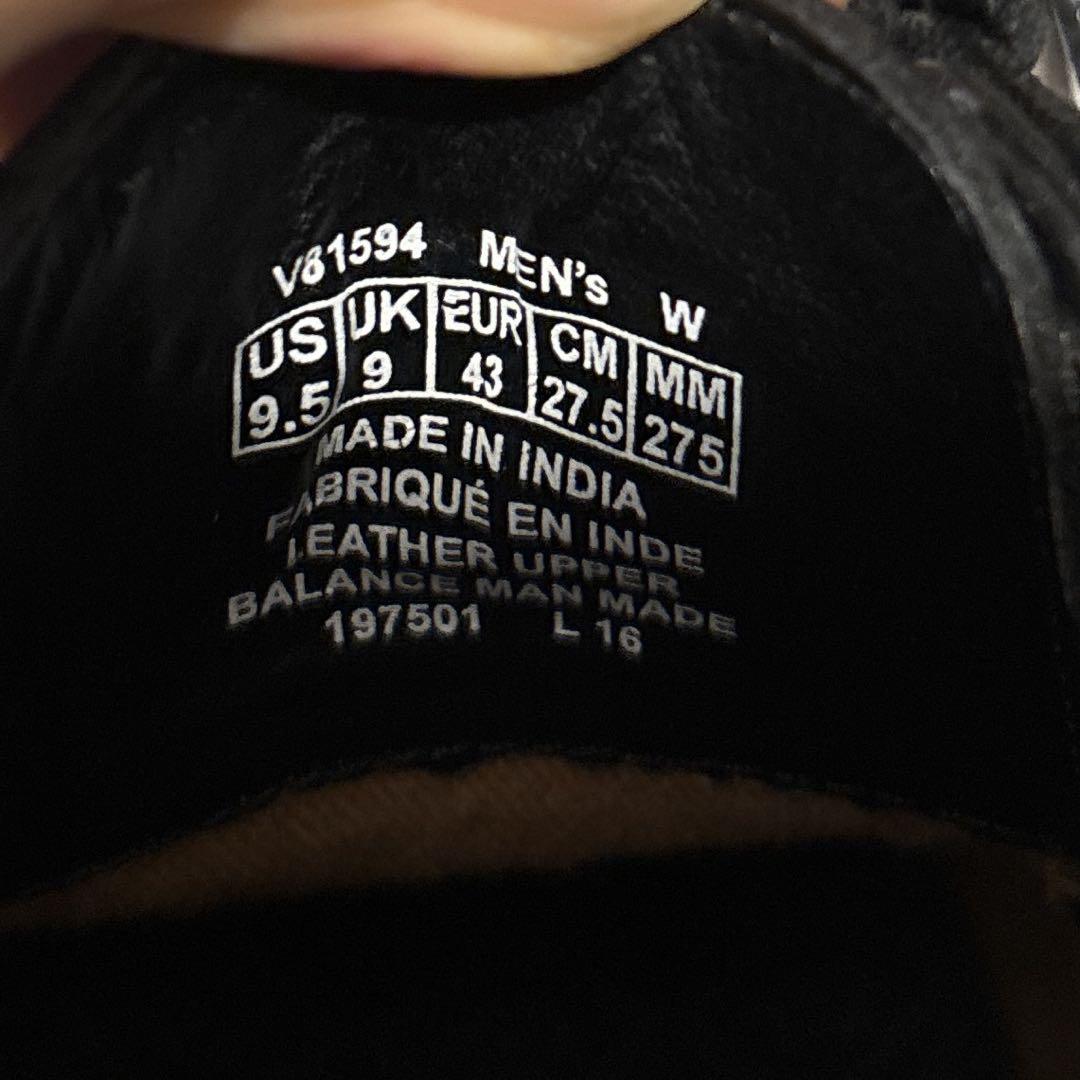 V81594 MEN's W
US UK EUR CM MM
9.5 9 43 27.5 275
MADE IN INDIA
FABRIQUÉ EN INDE
LEATHER UPPER
BALANCE MAN MADE
197501 L 16